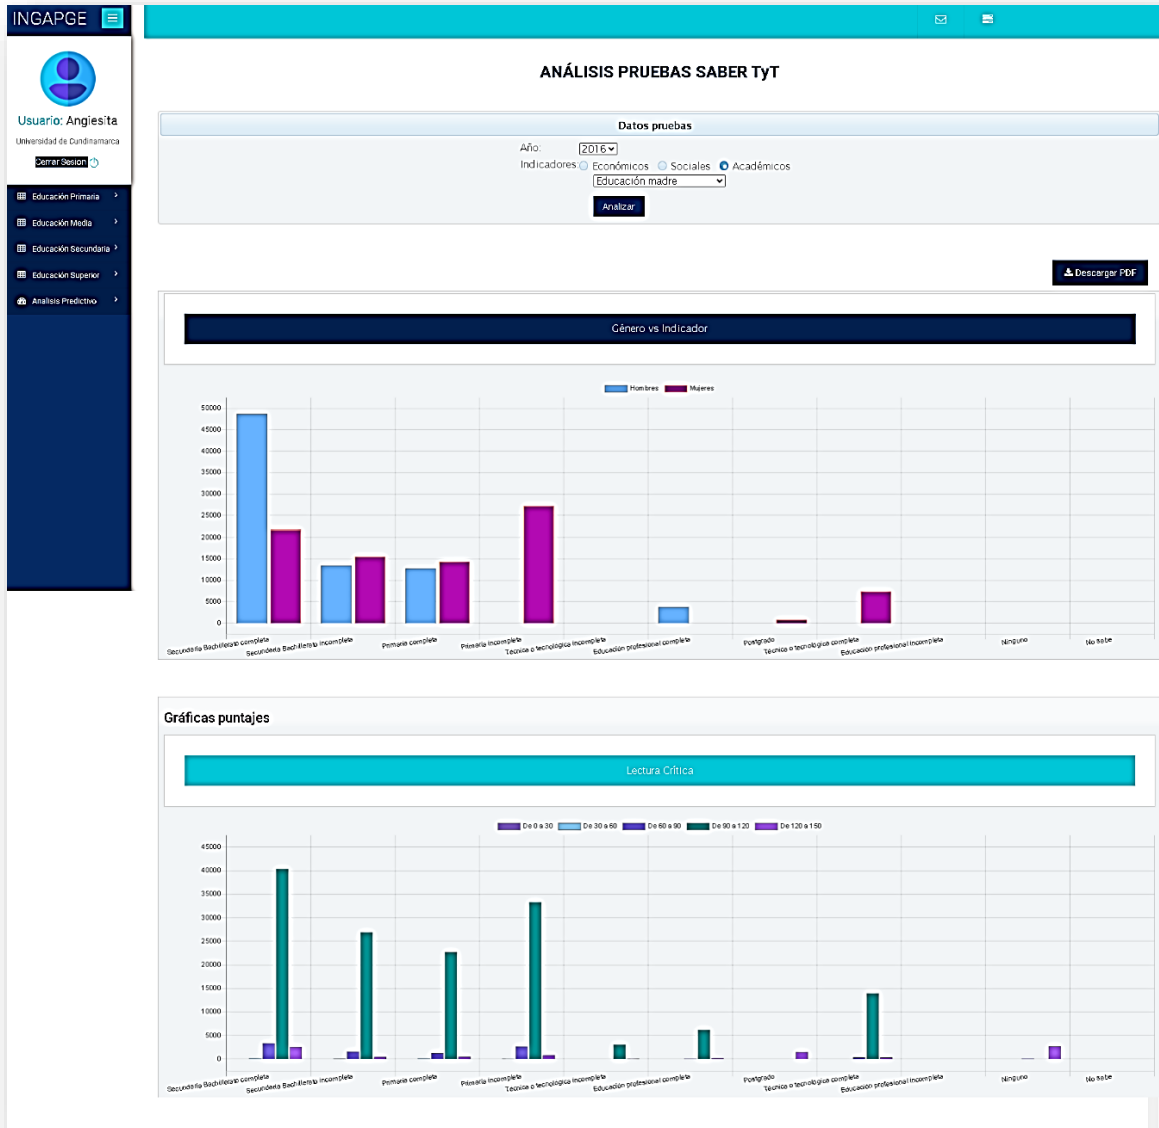 INGAPGE
Usuario: Angiesita
Universidad de Cundinamarca
Cerrar Sesion
Educación Primaria
Educación Media
Educación Secundaria
Educación Superior
Analisis Predictivo
ANÁLISIS PRUEBAS SABER TyT
Datos pruebas
Año: 2016
Indicadores Económicos Sociales Académicos
Educación madre
Analizar
Descargar PDF
Género vs Indicador
Hombres Mujeres
50000
45000
40000
35000
30000
25000
20000
15000
10000
5000
0
Secundaria Bachillerato completa
Secundaria Bachillerato incompleta
Primaria completa
Primaria incompleta
Técnica o tecnológica incompleta
Educación profesional completa
Postgrado
Técnica o tecnológica completa
Educación profesional incompleta
Ninguno
No sabe
Gráficas puntajes
Lectura Crítica
De 0 a 30 De 30 a 60 De 60 a 90 De 90 a 120 De 120 a 150
45000
40000
35000
30000
25000
20000
15000
10000
5000
0
Secundaria Bachillerato completa
Secundaria Bachillerato incompleta
Primaria completa
Primaria incompleta
Técnica o tecnológica incompleta
Educación profesional completa
Postgrado
Técnica o tecnológica completa
Educación profesional incompleta
Ninguno
No sabe